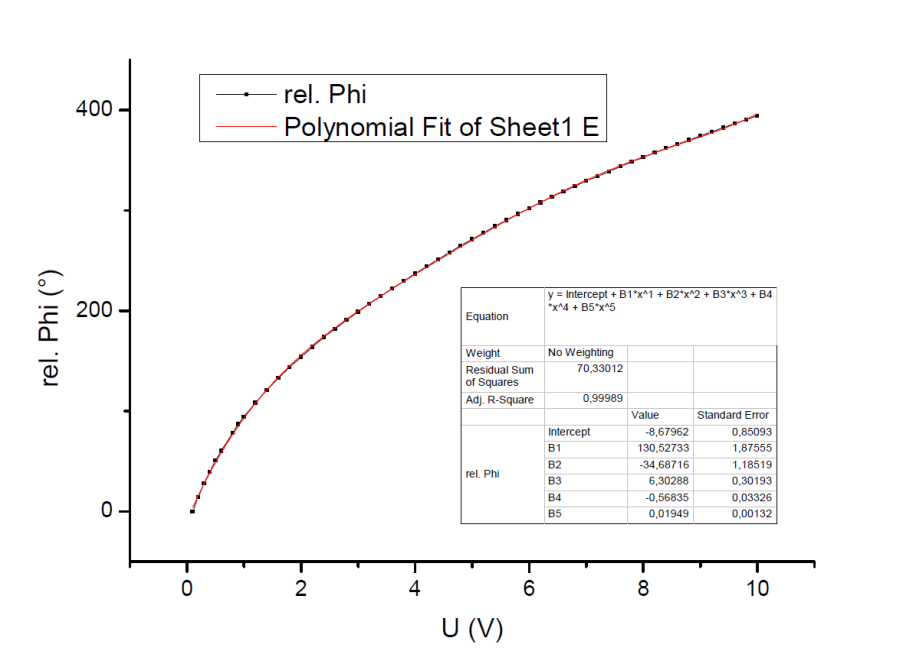 rel. Phi
Polynomial Fit of Sheet1 E
400
200
0
rel. Phi (°)
Equation
y = Intercept + B1*x^1 + B2*x^2 + B3*x^3 + B4
*x^4 + B5*x^5
Weight No Weighting
Residual Sum
of Squares
70,33012
Adj. R-Square 0,99989
Value Standard Error
rel. Phi
Intercept -8,67962 0,85093
B1 130,52733 1,87555
B2 -34,68716 1,18519
B3 6,30288 0,30193
B4 -0,56835 0,03326
B5 0,01949 0,00132
0 2 4 6 8 10
U (V)